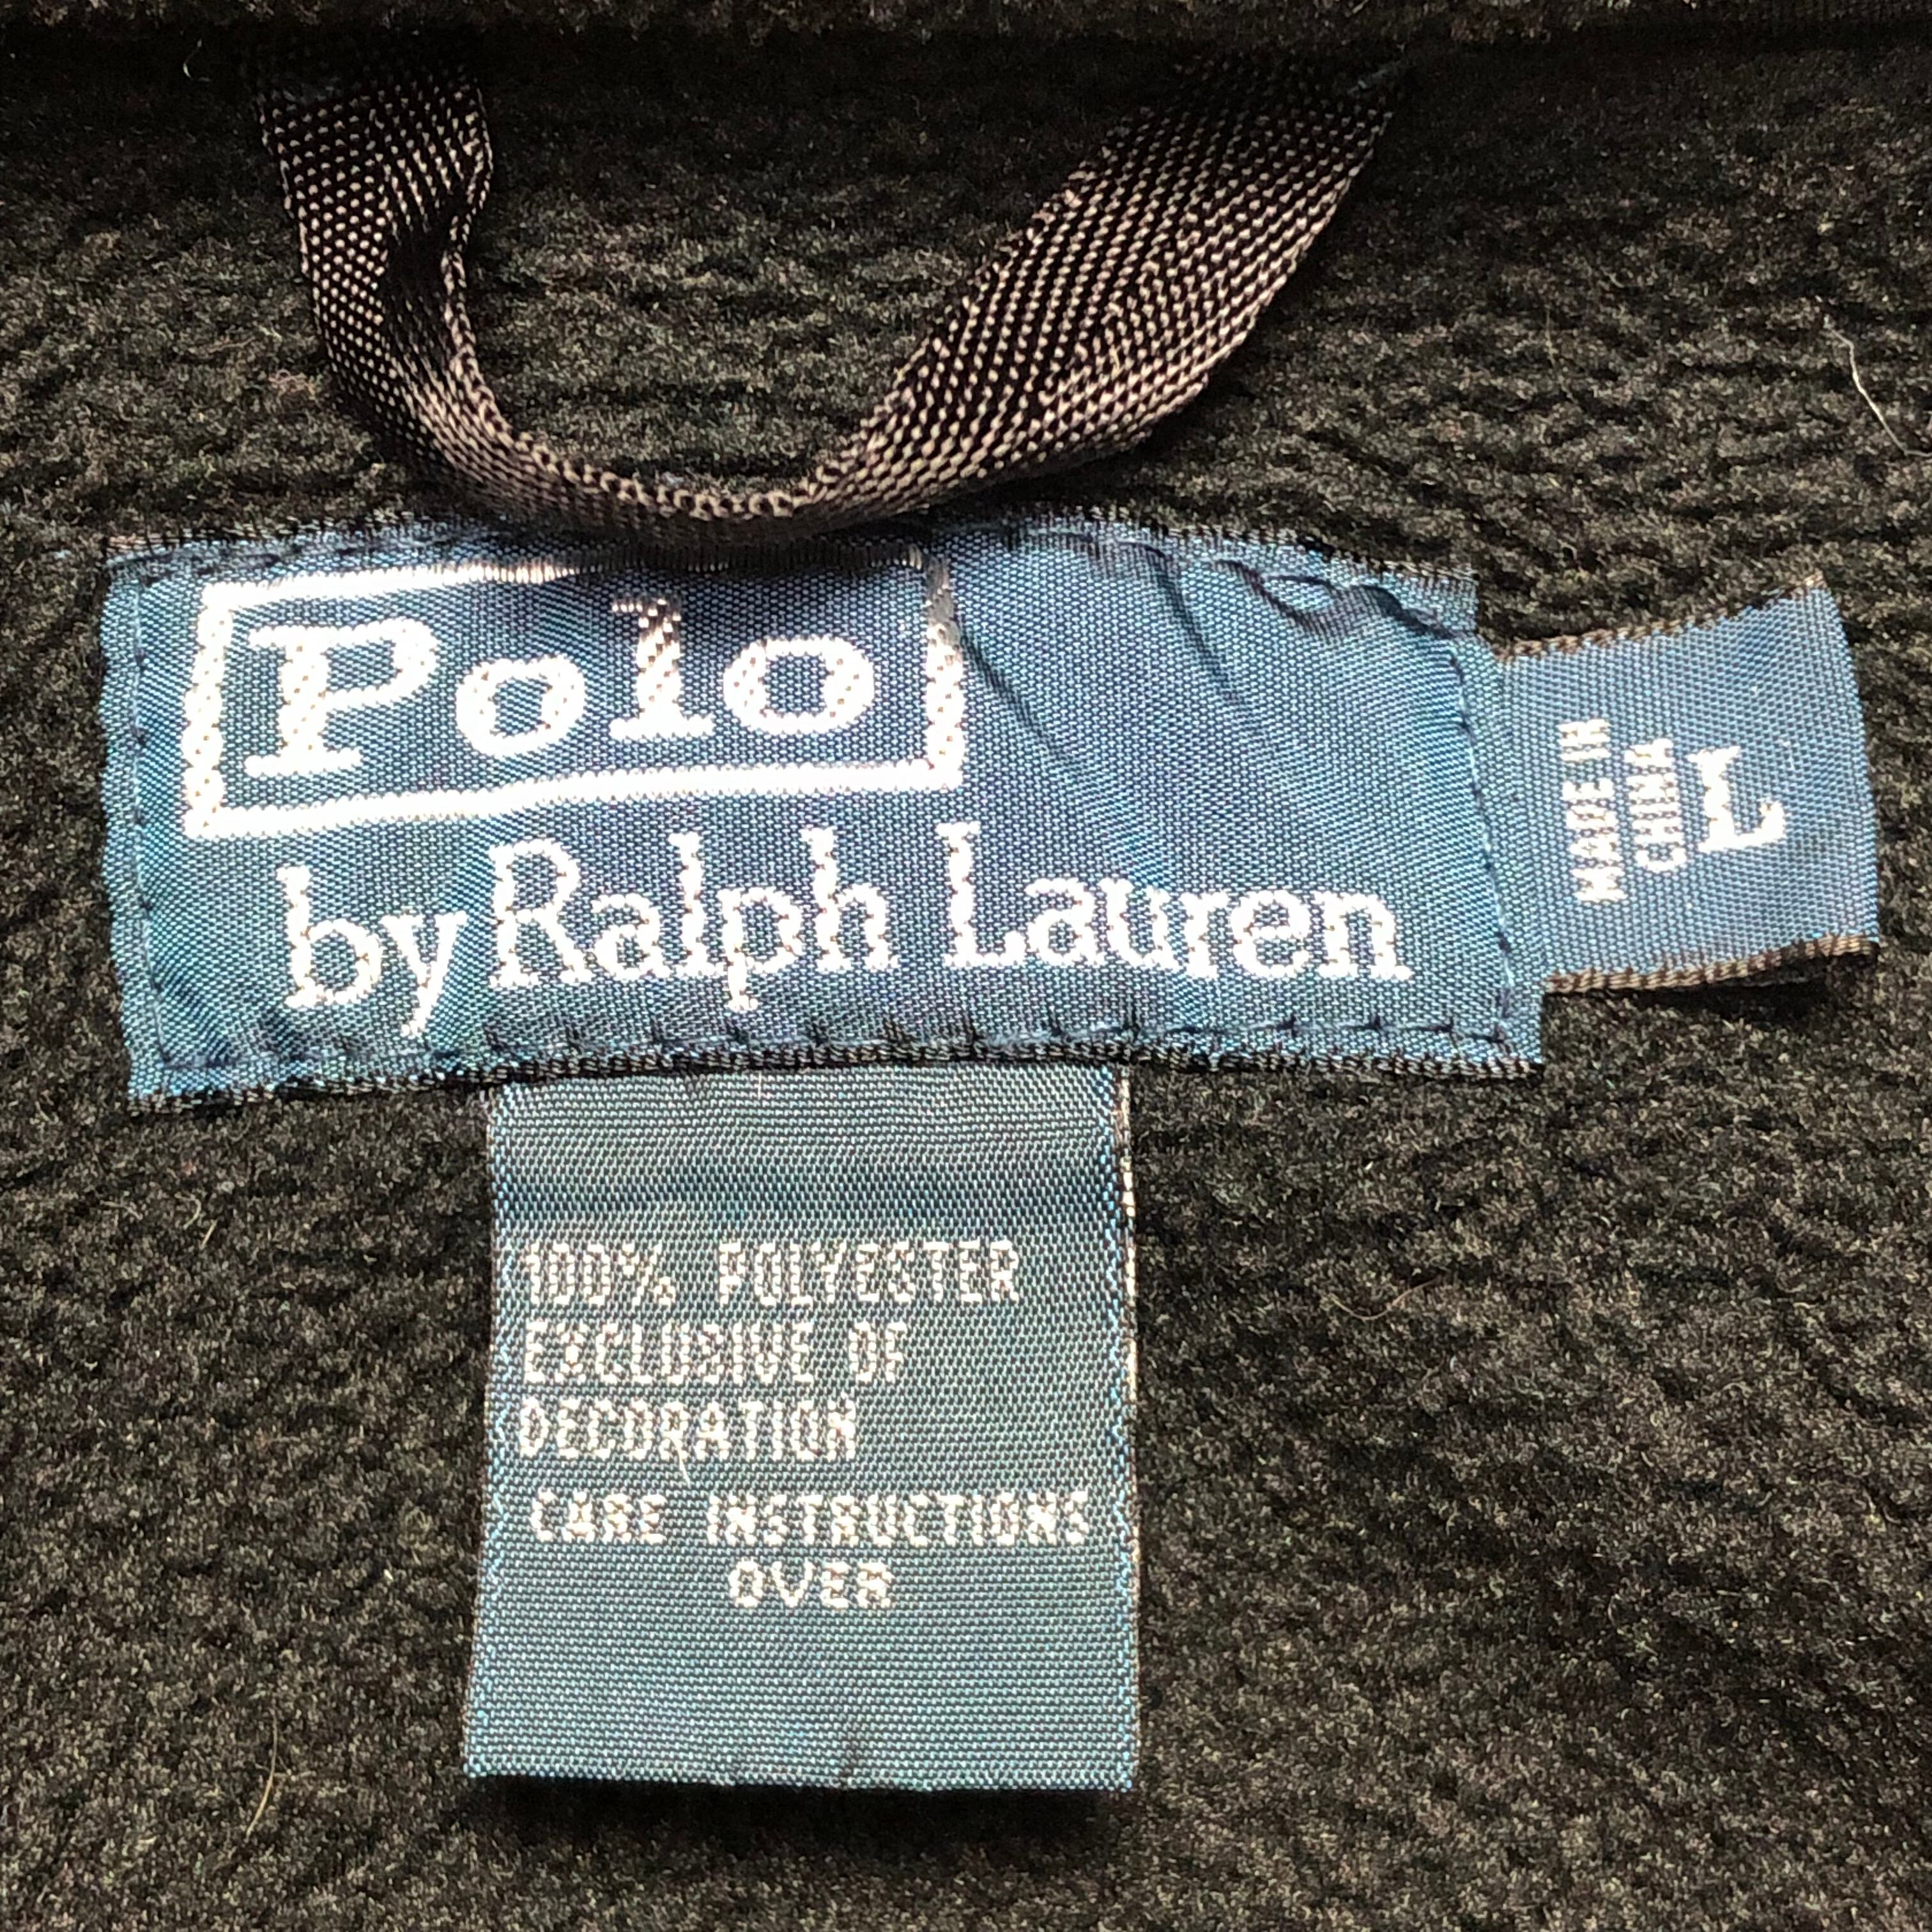 Polo
by Ralph Lauren
MADE IN
CHINA
L
100% POLYESTER
EXCLUSIVE OF
DECORATION
CARE INSTRUCTIONS
OVER